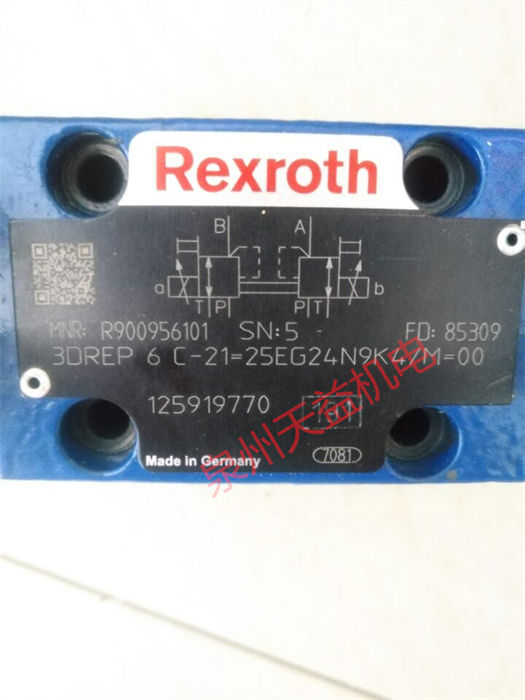 Rexroth
B A
a b
T P P T
MNR: R900956101 SN:5 FD: 85309
3DREP 6 C-21=25EG24N9K4/M=00
125919770
Made in Germany 7081
泉州天益机电